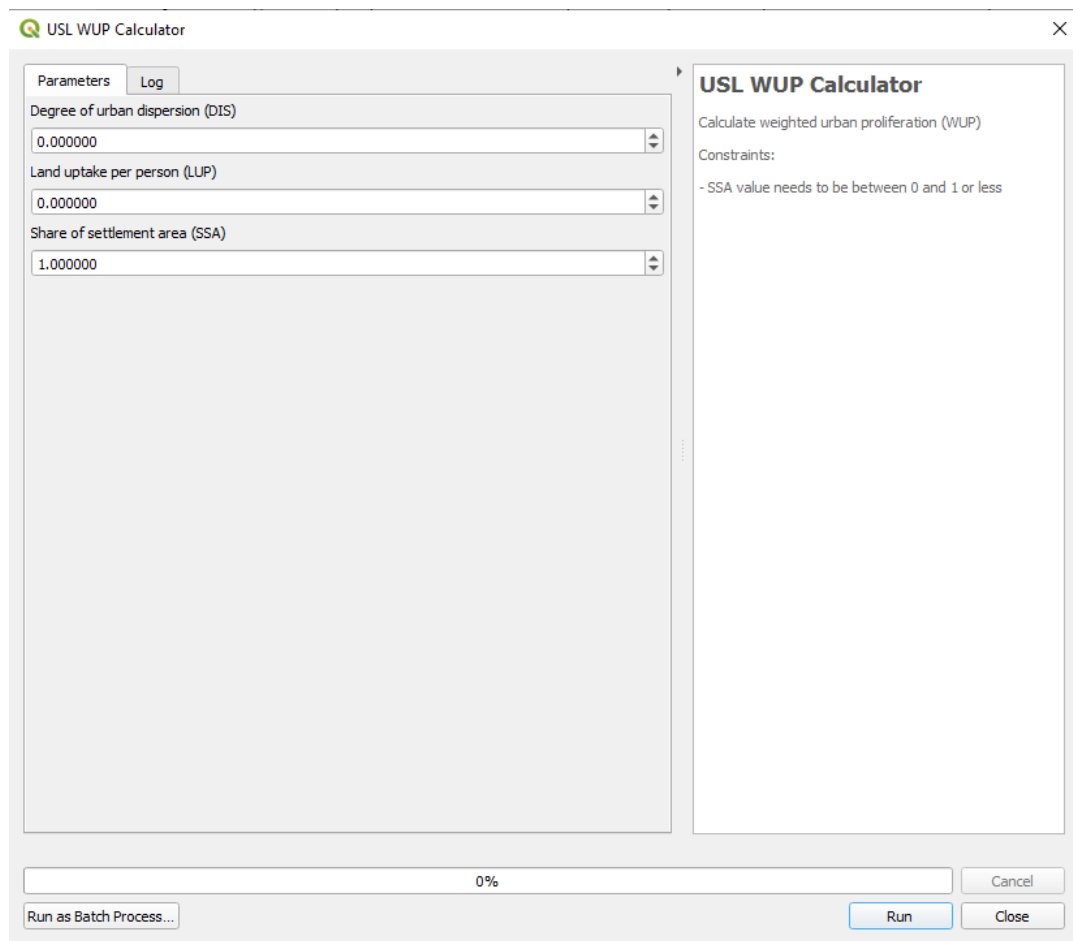 USL WUP Calculator
Parameters
Log
Degree of urban dispersion (DIS)
0.000000
Land uptake per person (LUP)
0.000000
Share of settlement area (SSA)
1.000000
USL WUP Calculator
Calculate weighted urban proliferation (WUP)
Constraints:
- SSA value needs to be between 0 and 1 or less
0%
Cancel
Run as Batch Process...
Run
Close